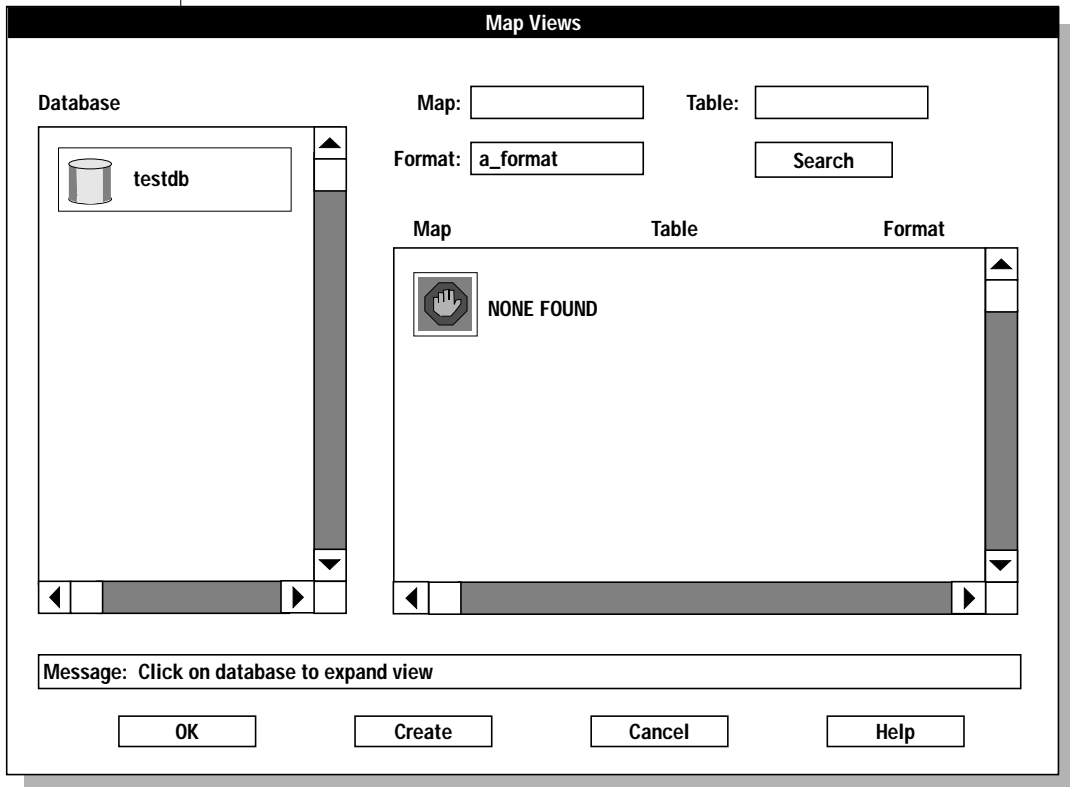 Map Views
Database
Map:
Table:
Format: a_format
Search
testdb
Map Table Format
NONE FOUND
Message: Click on database to expand view
OK
Create
Cancel
Help